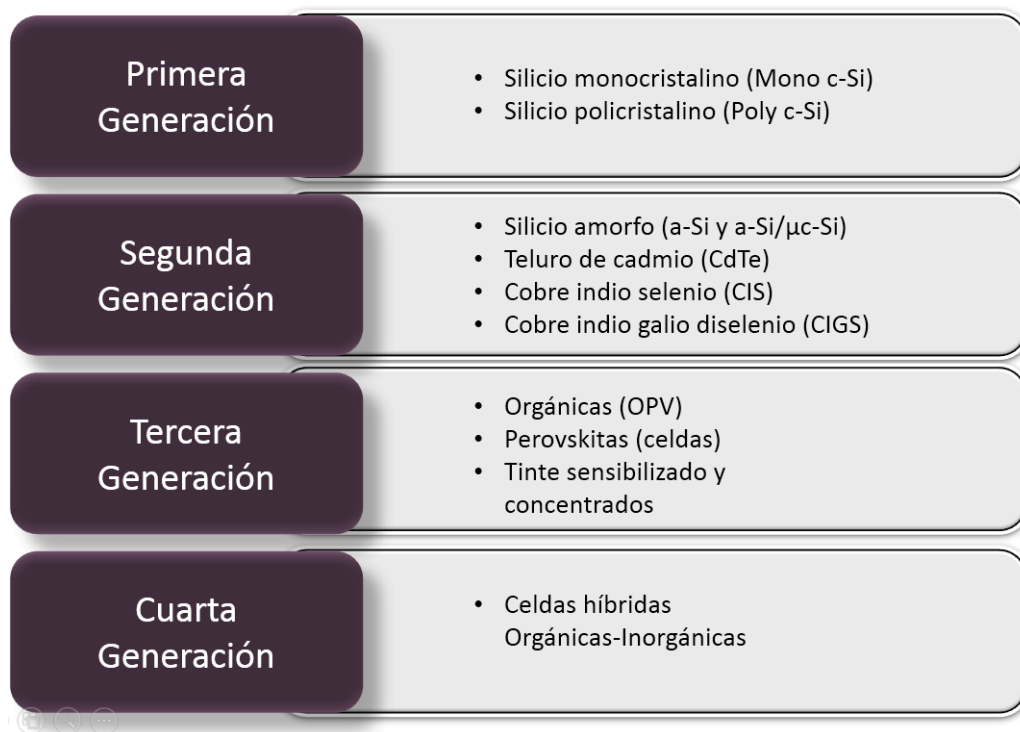 Primera
Generación
• Silicio monocristalino (Mono c-Si)
• Silicio policristalino (Poly c-Si)
Segunda
Generación
• Silicio amorfo (a-Si y a-Si/μc-Si)
• Teluro de cadmio (CdTe)
• Cobre indio selenio (CIS)
• Cobre indio galio diselenio (CIGS)
Tercera
Generación
• Orgánicas (OPV)
• Perovskitas (celdas)
• Tinte sensibilizado y
concentrados
Cuarta
Generación
• Celdas híbridas
Orgánicas-Inorgánicas